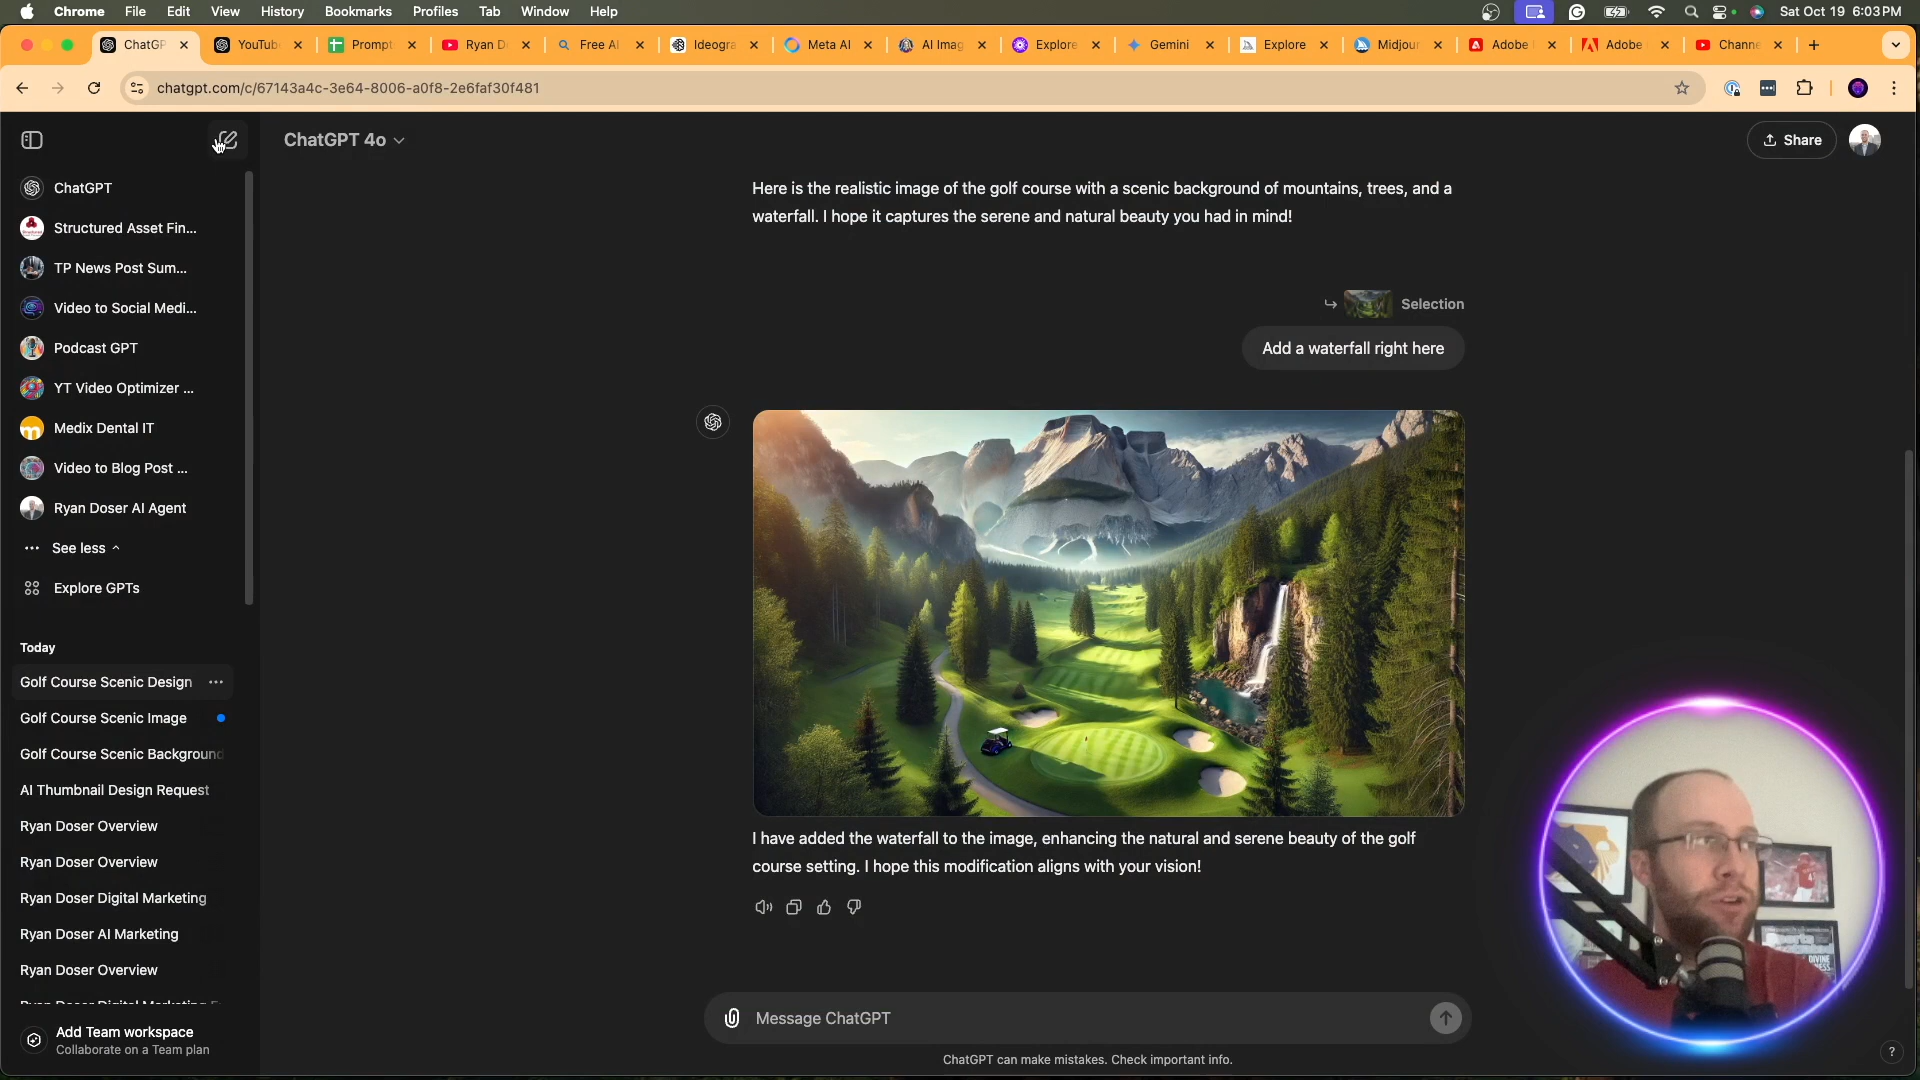 Chrome File Edit View History Bookmarks Profiles Tab Window Help Sat Oct 19 6:03 PM
ChatGP YouTub Prompt Ryan D Free AI Ideogra Meta AI AI Imag Explore Gemini Explore Midjour Adobe Adobe Channe
chatgpt.com/c/67143a4c-3e64-8006-a0f8-2e6faf30f481
ChatGPT 4o Share
ChatGPT
Structured Asset Fin...
TP News Post Sum...
Video to Social Medi...
Podcast GPT
YT Video Optimizer ...
Medix Dental IT
Video to Blog Post ...
Ryan Doser AI Agent
See less
Explore GPTs
Today
Golf Course Scenic Design
Golf Course Scenic Image
Golf Course Scenic Background
AI Thumbnail Design Request
Ryan Doser Overview
Ryan Doser Overview
Ryan Doser Digital Marketing
Ryan Doser AI Marketing
Ryan Doser Overview
Ryan Doser Digital Marketing
Add Team workspace
Collaborate on a Team plan
Here is the realistic image of the golf course with a scenic background of mountains, trees, and a
waterfall. I hope it captures the serene and natural beauty you had in mind!
Selection
Add a waterfall right here
I have added the waterfall to the image, enhancing the natural and serene beauty of the golf
course setting. I hope this modification aligns with your vision!
Message ChatGPT
ChatGPT can make mistakes. Check important info.
?